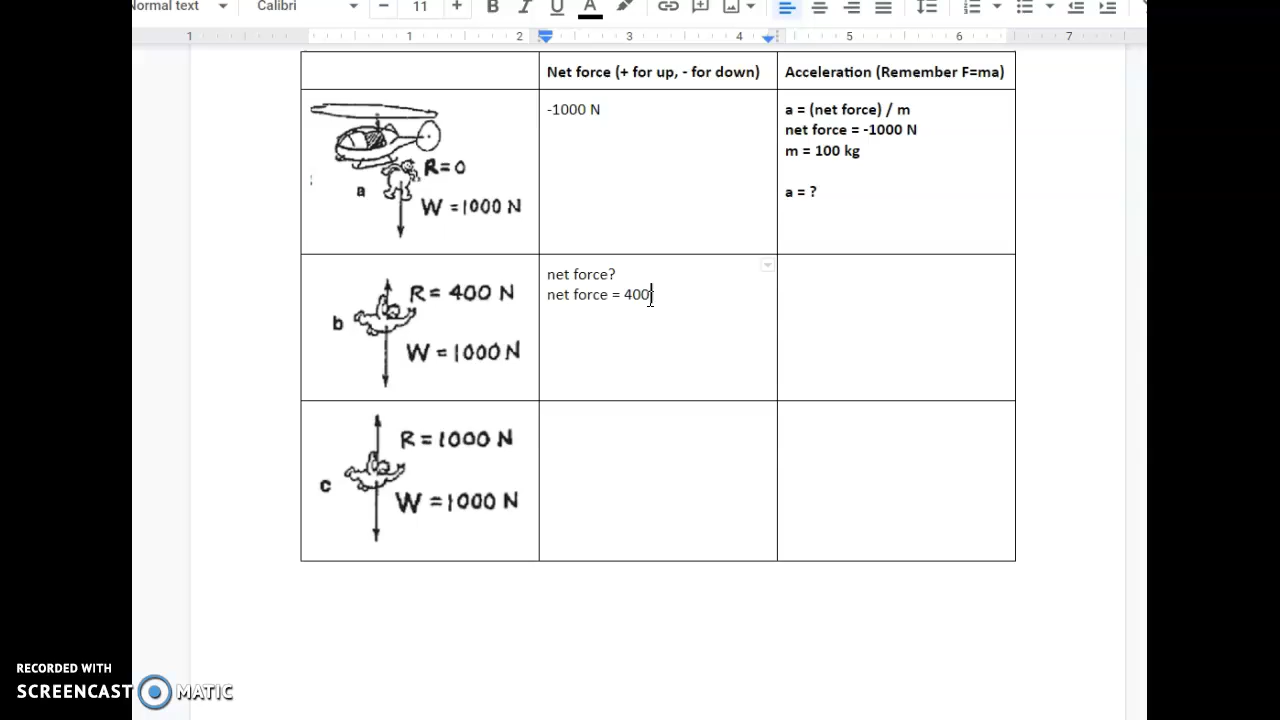 Normal text Calibri 11 B I U A
1 1 2 3 4 5 6 7
Net force (+ for up, - for down) Acceleration (Remember F=ma)
R=0
a
W=1000 N
-1000 N
a = (net force) / m
net force = -1000 N
m = 100 kg
a = ?
R= 400 N
b
W=1000 N
net force?
net force = 400
R=1000 N
c
W=1000 N
RECORDED WITH
SCREENCAST MATIC